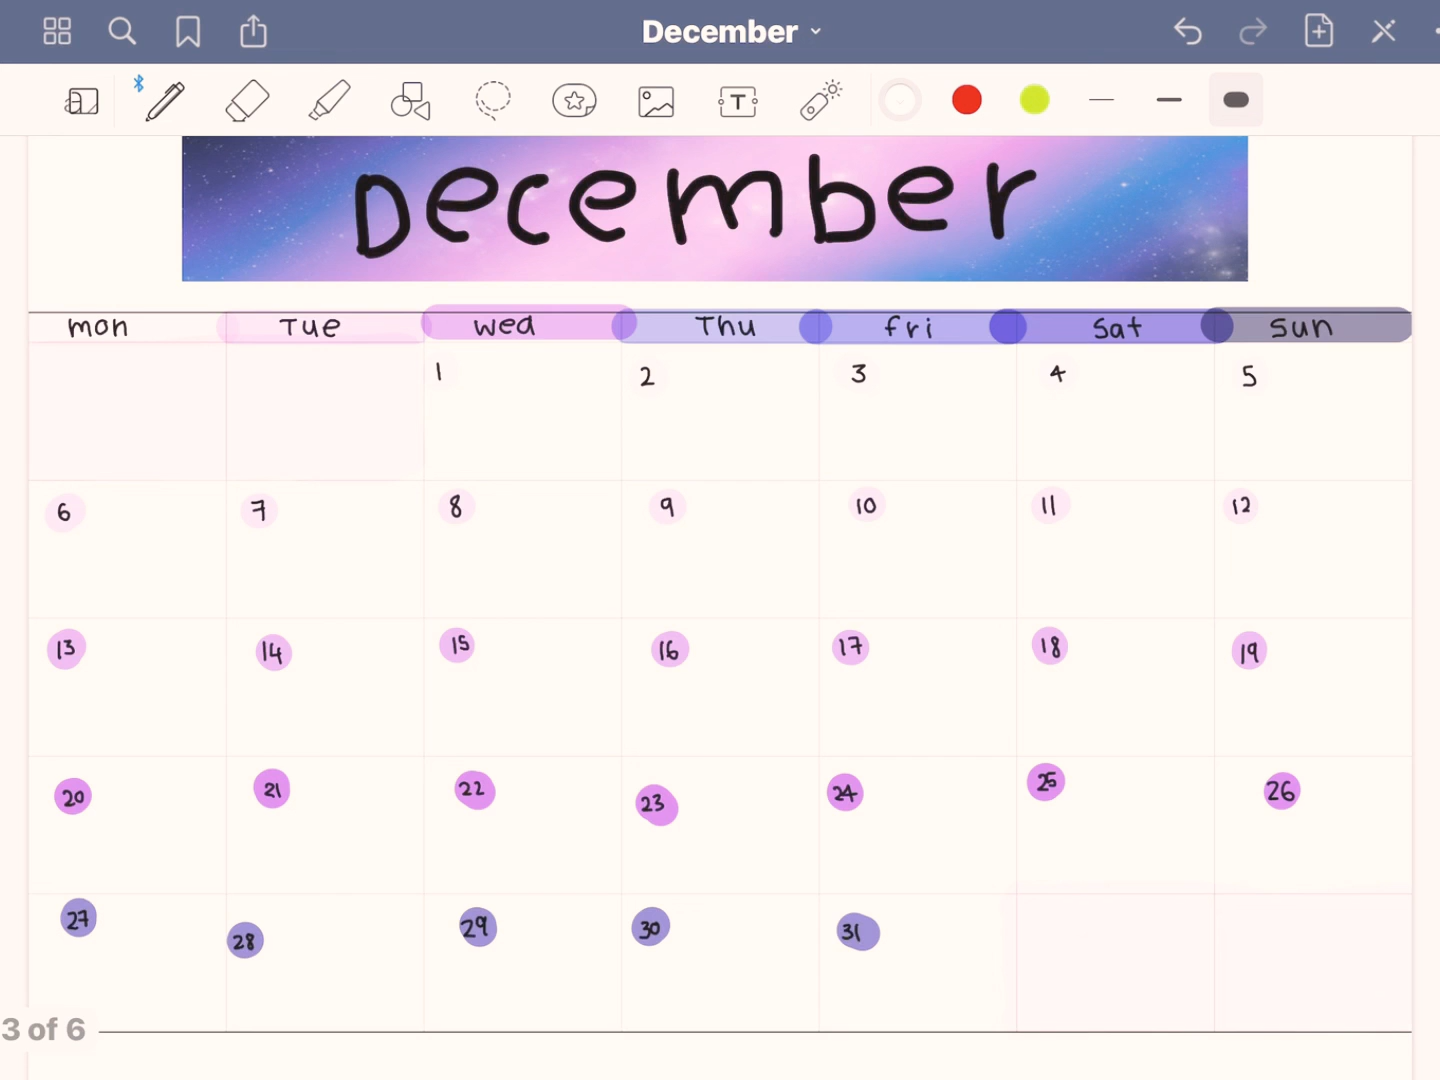 December
T
December
mon Tue wed Thu fri Sat sun
1 2 3 4 5
6 7 8 9 10 11 12
13 14 15 16 17 18 19
20 21 22 23 24 25 26
27 28 29 30 31
3 of 6